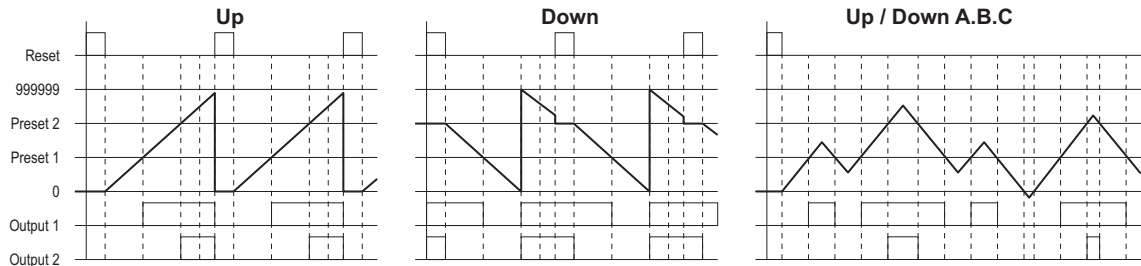 Up
Down
Up / Down A.B.C
Reset
999999
Preset 2
Preset 1
0
Output 1
Output 2